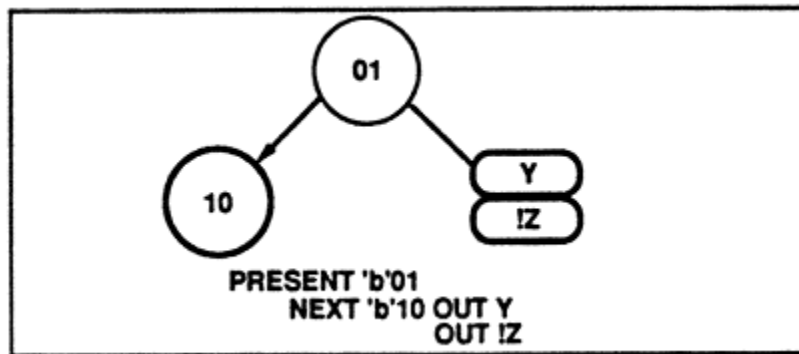 01
10
Y
!Z
PRESENT 'b'01
NEXT 'b'10 OUT Y
OUT !Z